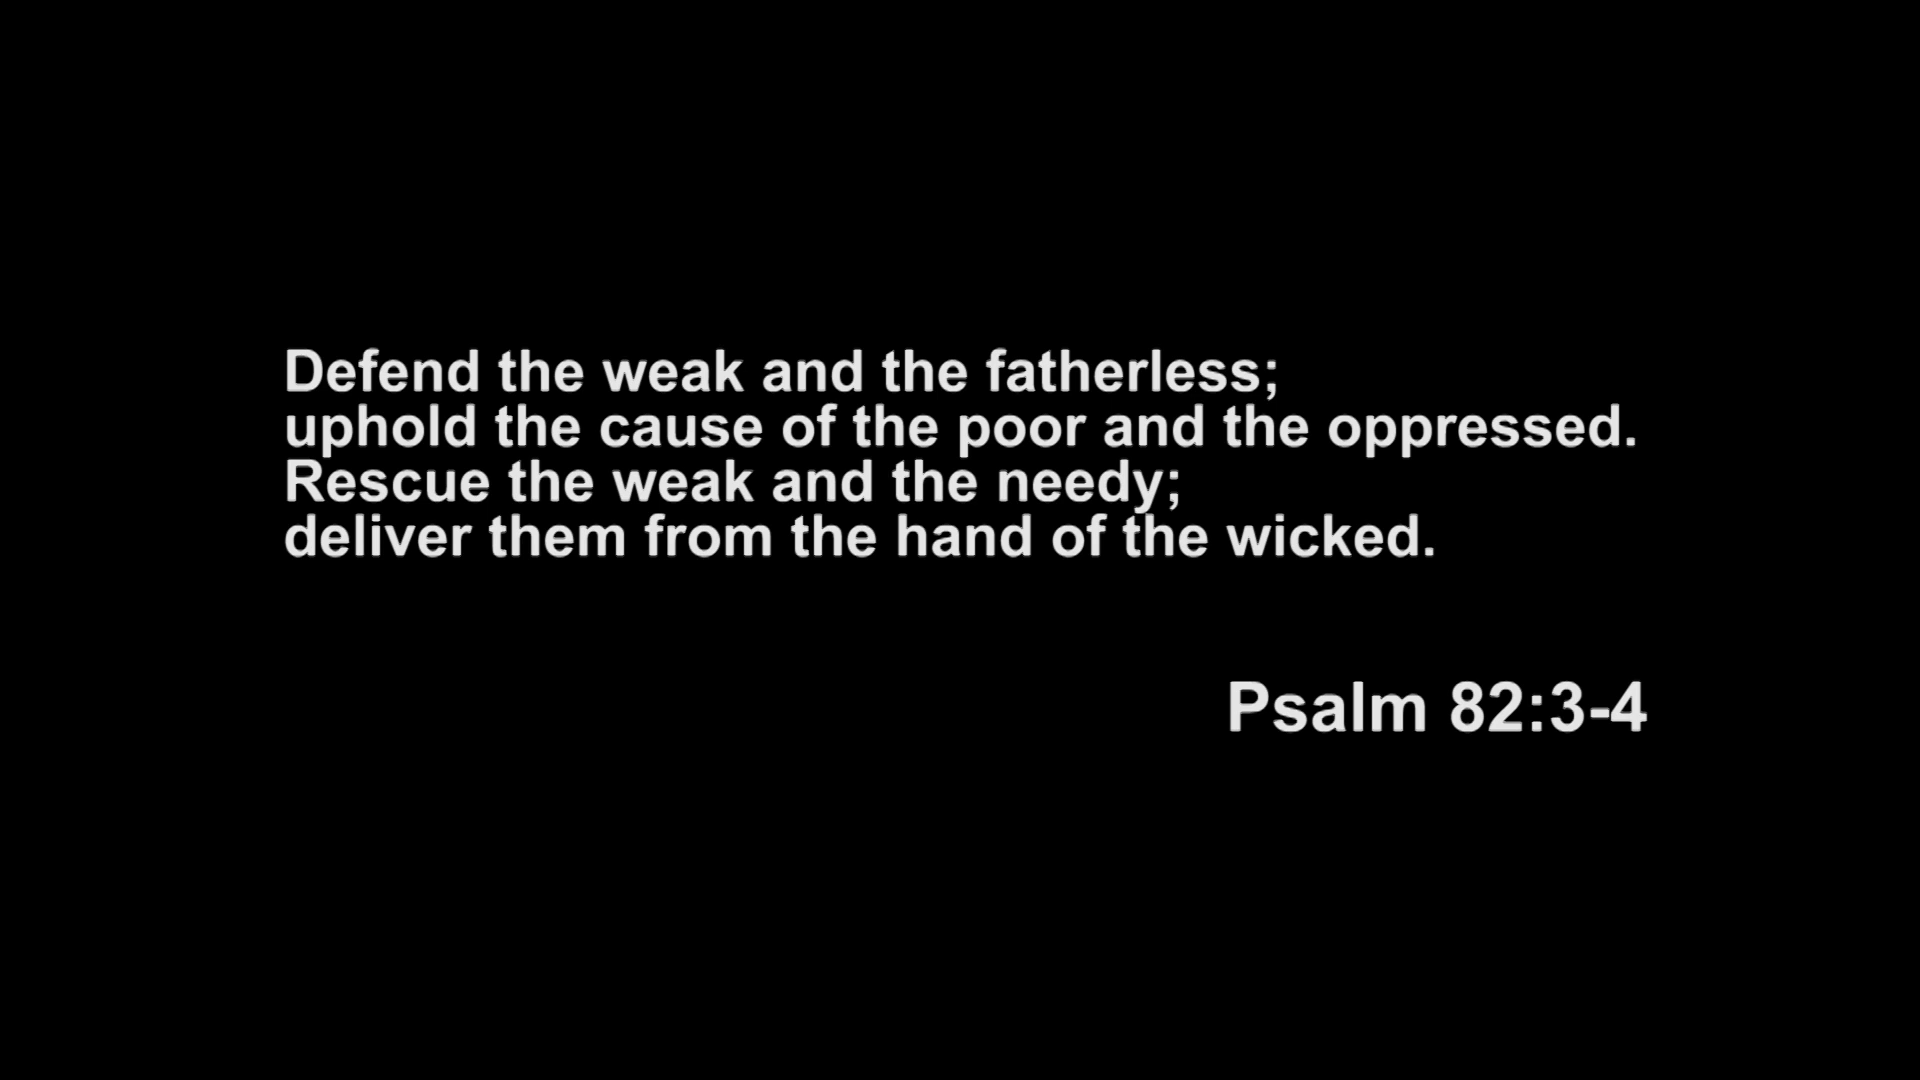 Defend the weak and the fatherless;
uphold the cause of the poor and the oppressed.
Rescue the weak and the needy;
deliver them from the hand of the wicked.
Psalm 82:3-4